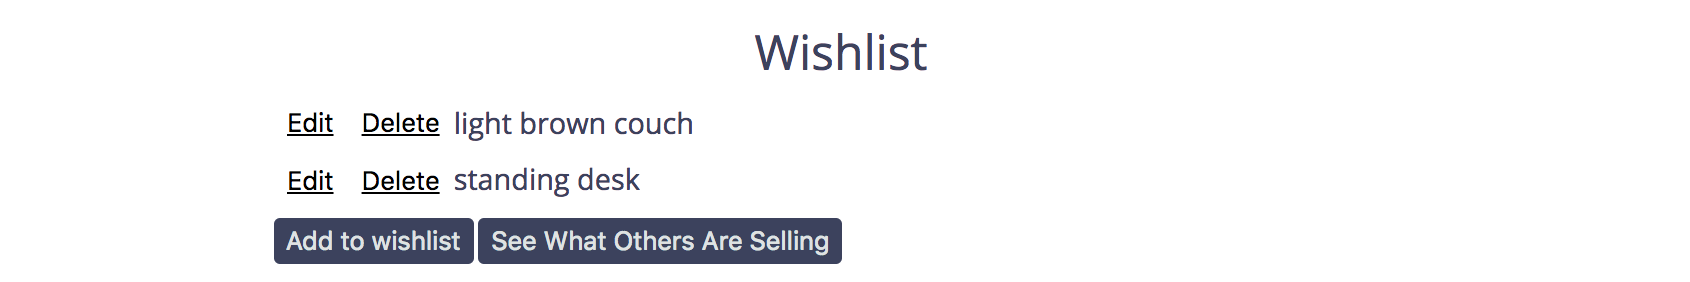 Wishlist
Edit Delete light brown couch
Edit Delete standing desk
Add to wishlist See What Others Are Selling